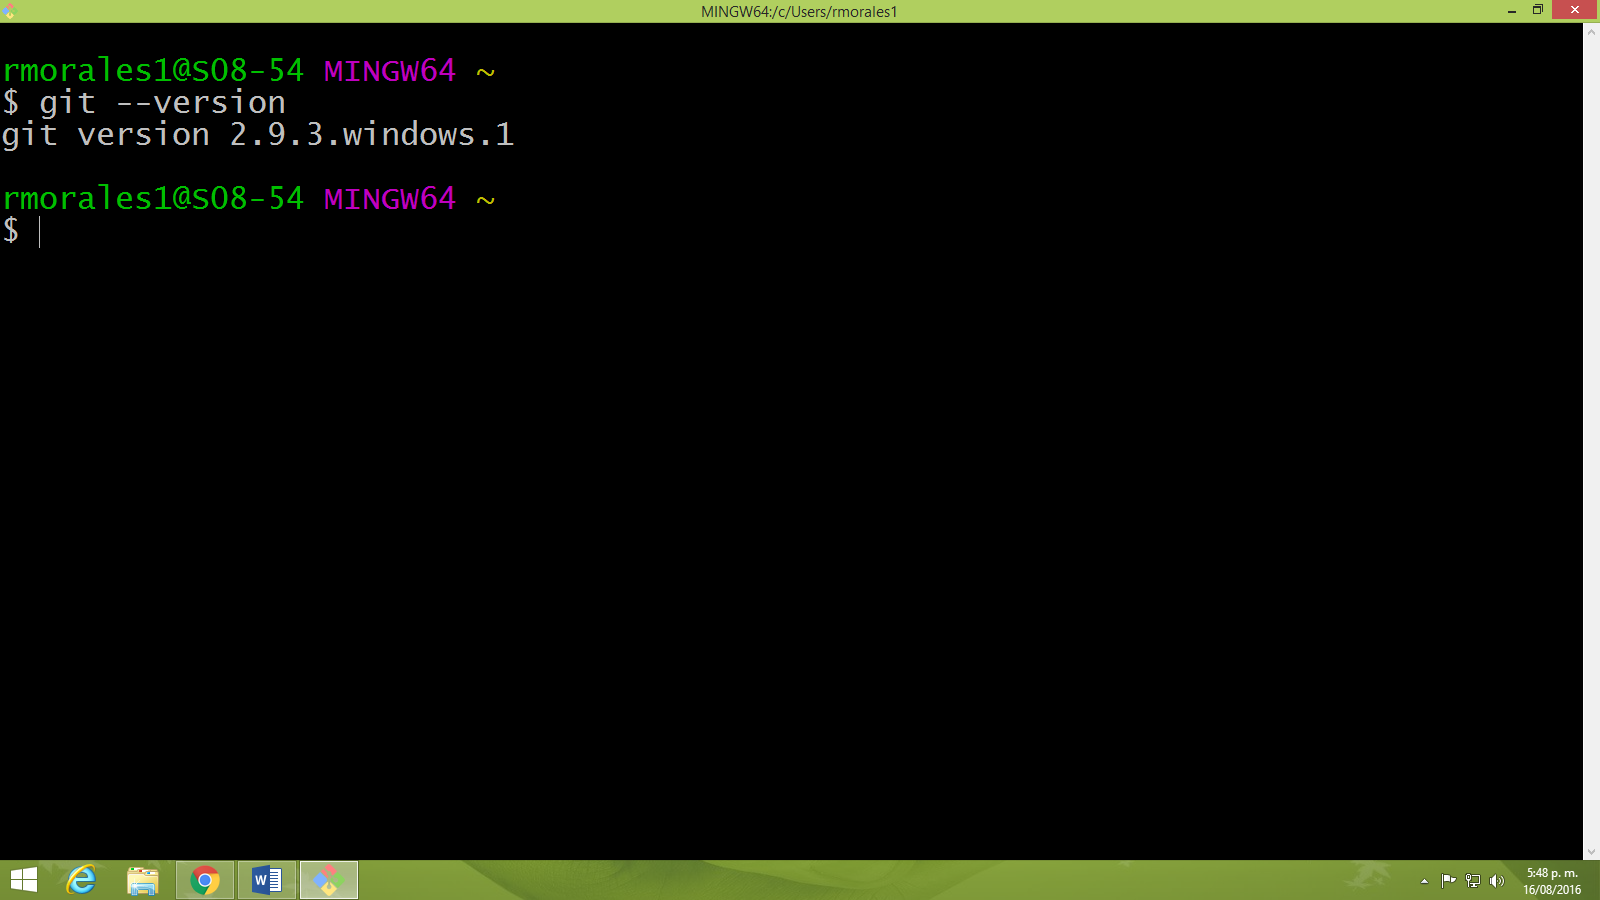 MINGW64:/c/Users/rmorales1
rmorales1@S08-54 MINGW64 ~
$ git --version
git version 2.9.3.windows.1
rmorales1@S08-54 MINGW64 ~
$
5:48 p. m.
16/08/2016